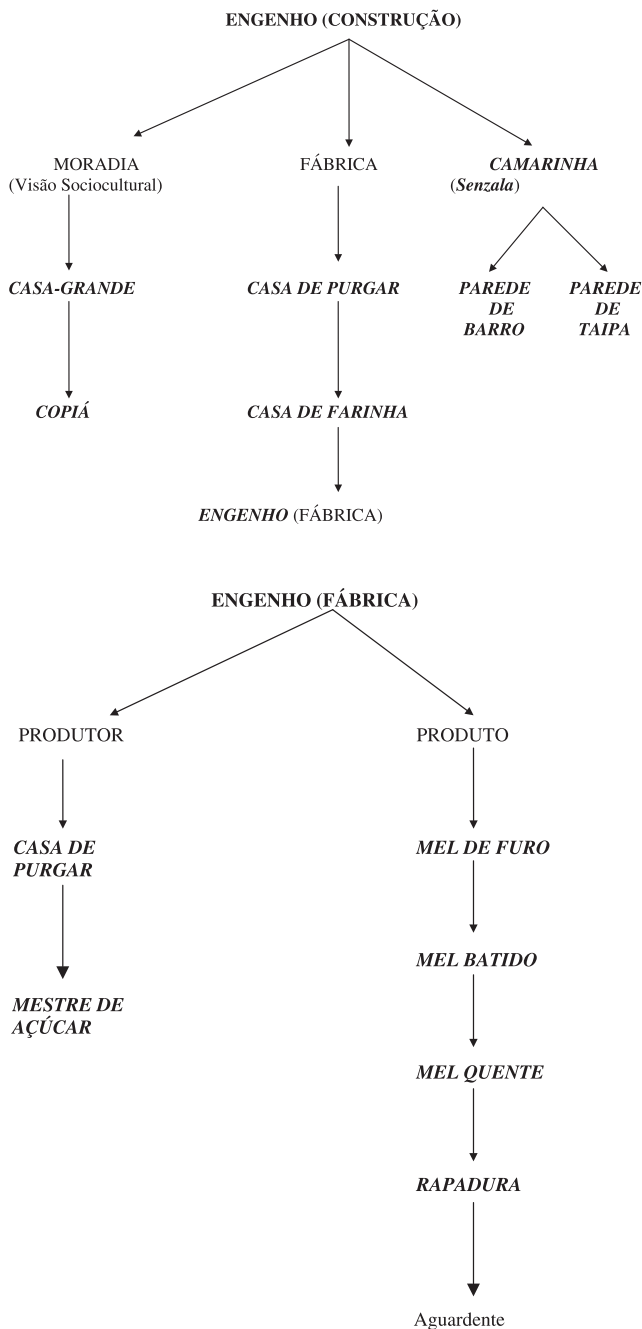 ENGENHO (CONSTRUÇÃO)
MORADIA
(Visão Sociocultural)
FÁBRICA
CAMARINHA
(Senzala)
CASA-GRANDE
CASA DE PURGAR
PAREDE
DE
BARRO
PAREDE
DE
TAIPA
COPIÁ
CASA DE FARINHA
ENGENHO (FÁBRICA)
ENGENHO (FÁBRICA)
PRODUTOR
PRODUTO
CASA DE
PURGAR
MEL DE FURO
MEL BATIDO
MESTRE DE
AÇÚCAR
MEL QUENTE
RAPADURA
Aguardente